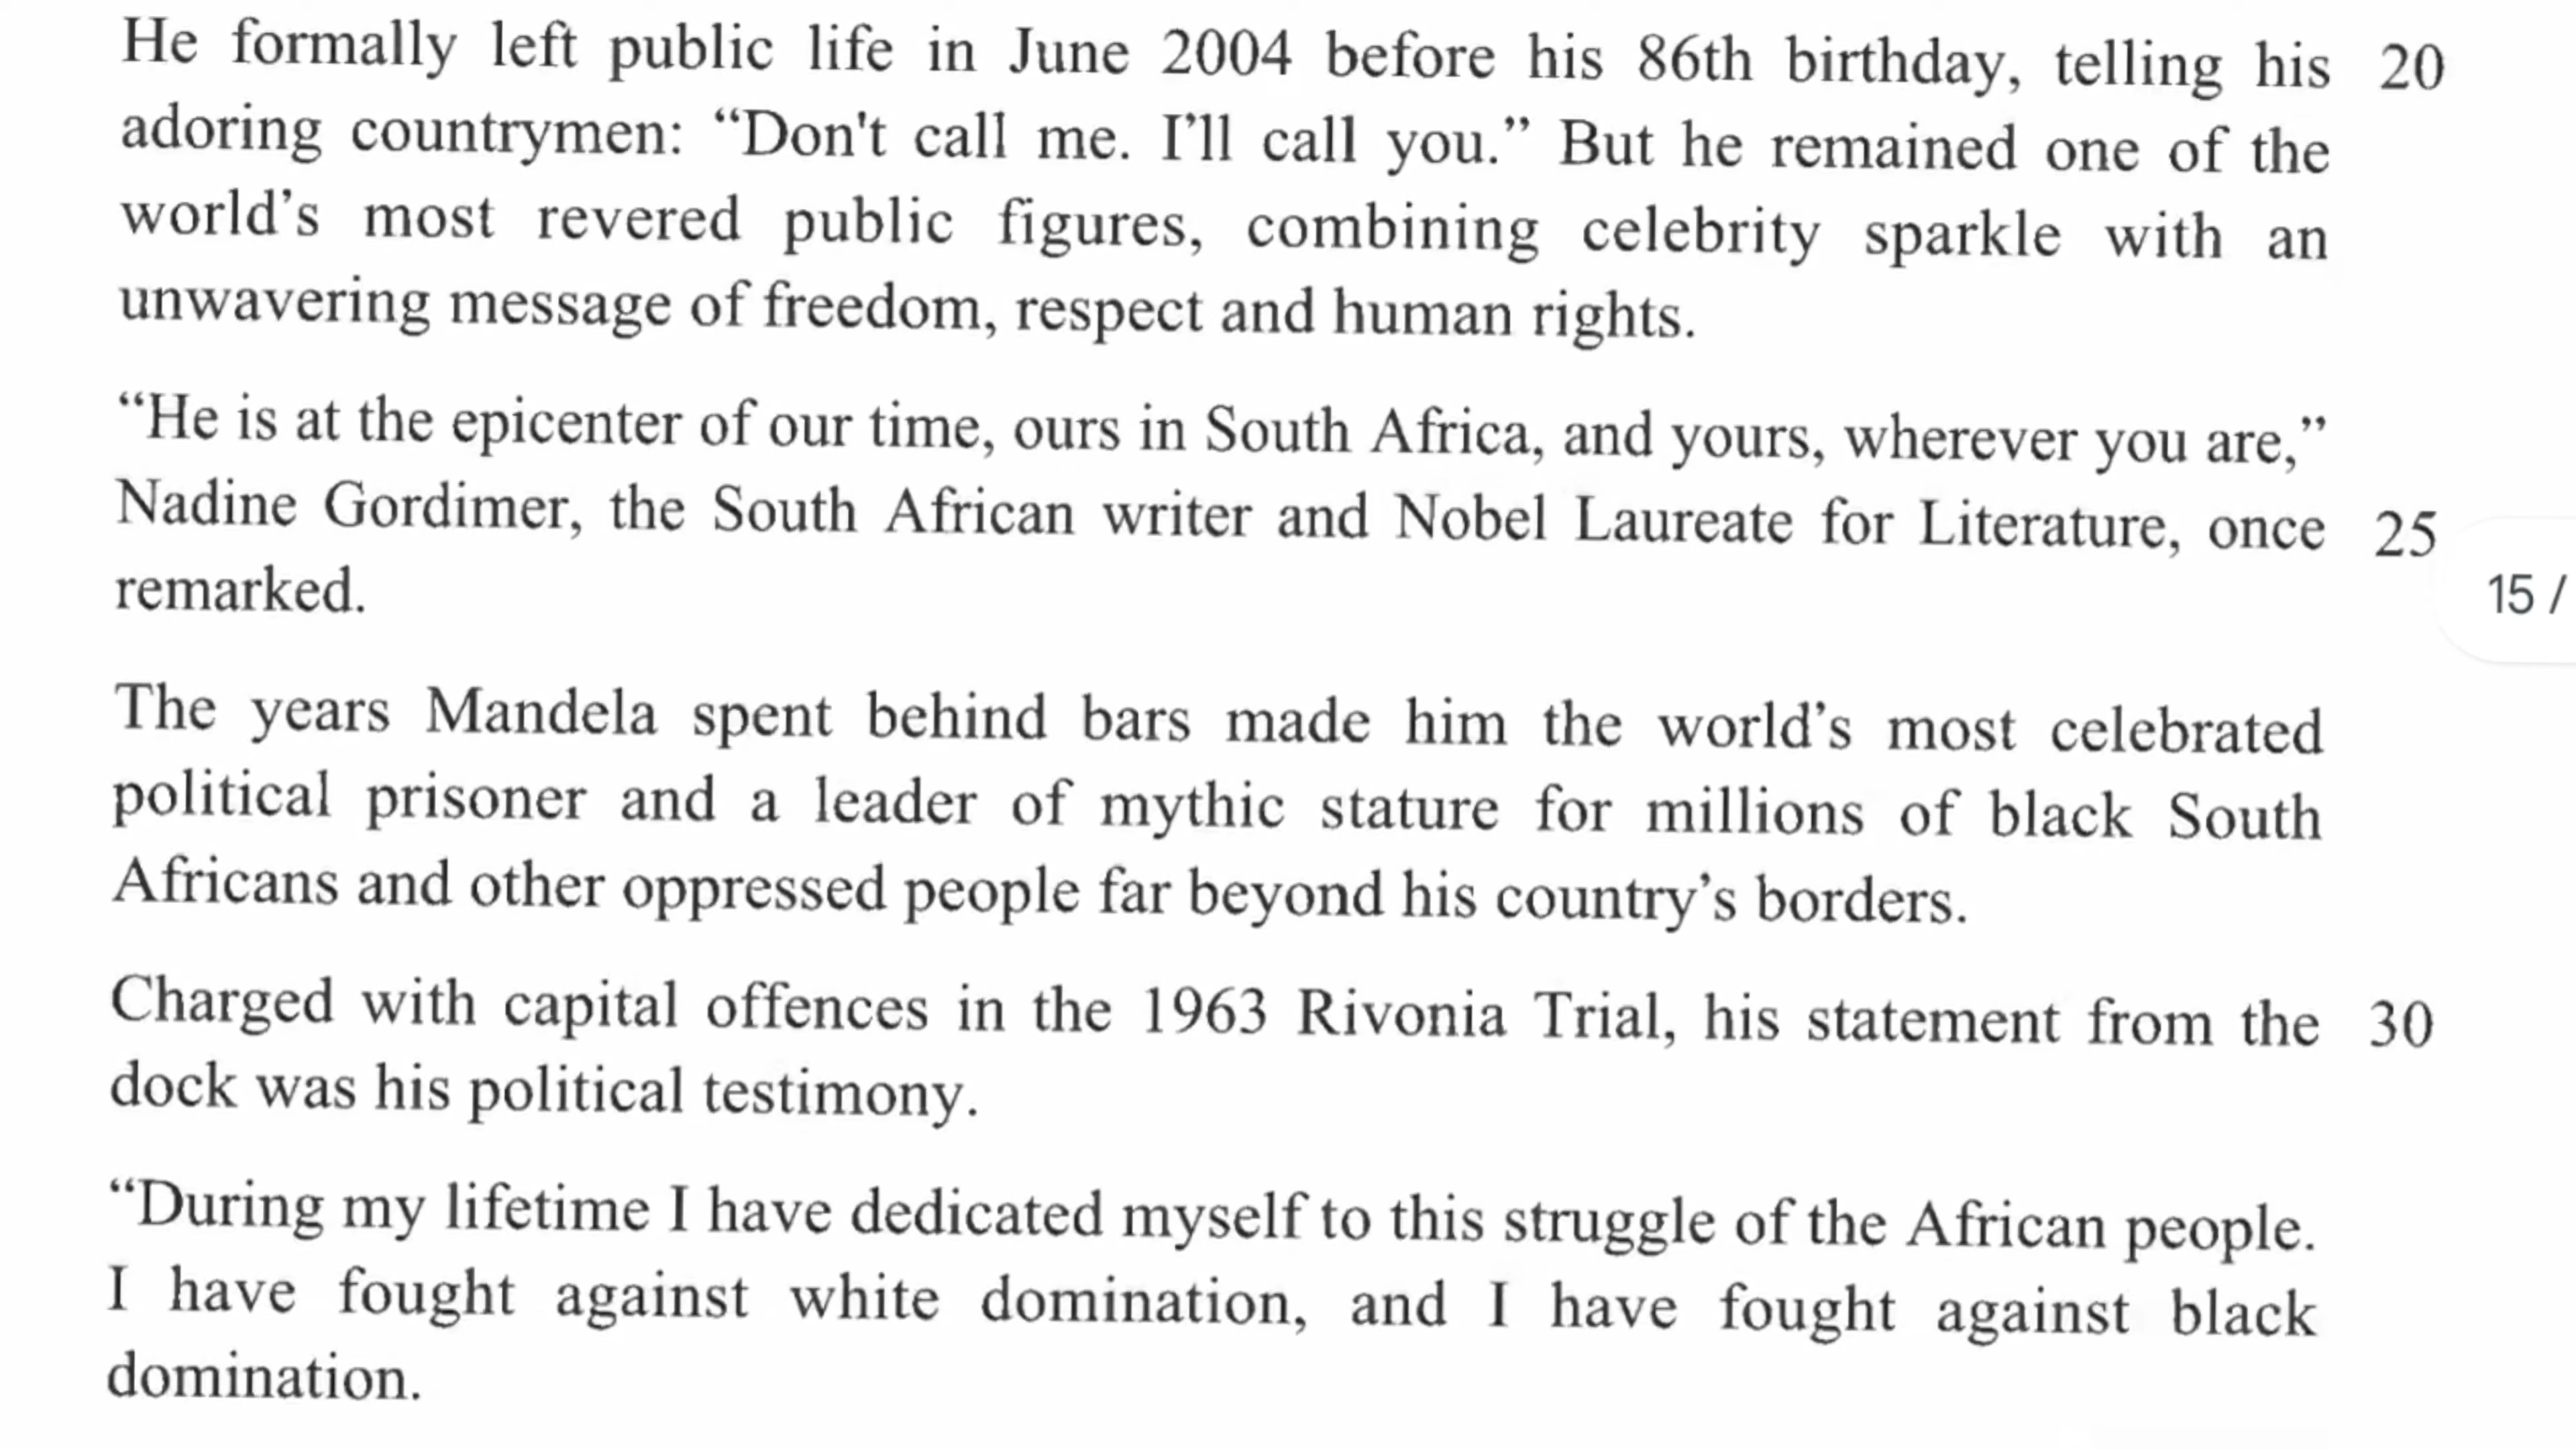 He formally left public life in June 2004 before his 86th birthday, telling his 20
adoring countrymen: “Don't call me. I’ll call you.” But he remained one of the
world’s most revered public figures, combining celebrity sparkle with an
unwavering message of freedom, respect and human rights.
“He is at the epicenter of our time, ours in South Africa, and yours, wherever you are,”
Nadine Gordimer, the South African writer and Nobel Laureate for Literature, once 25
remarked.
15 /
The years Mandela spent behind bars made him the world’s most celebrated
political prisoner and a leader of mythic stature for millions of black South
Africans and other oppressed people far beyond his country’s borders.
Charged with capital offences in the 1963 Rivonia Trial, his statement from the 30
dock was his political testimony.
“During my lifetime I have dedicated myself to this struggle of the African people.
I have fought against white domination, and I have fought against black
domination.